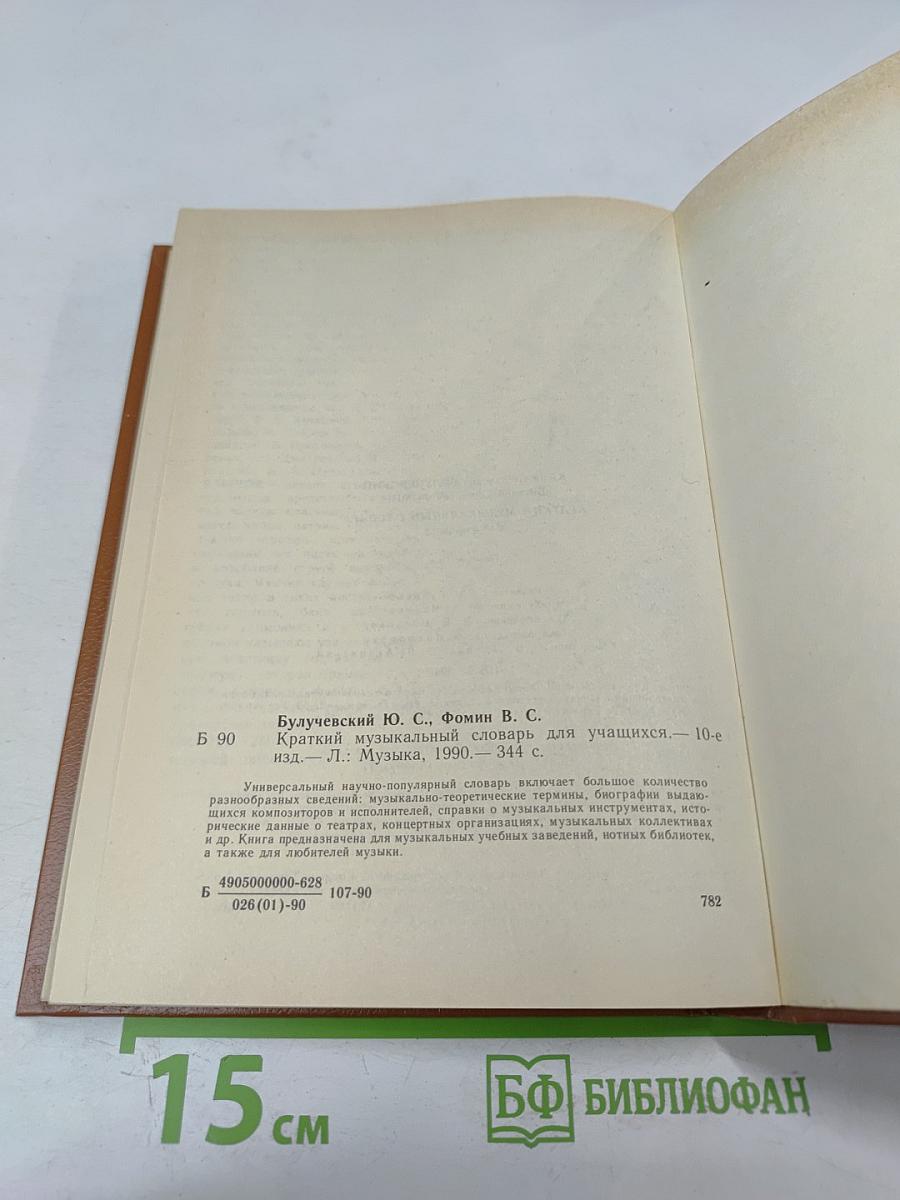 Булучевский Ю. С., Фомин В. С.
Б 90 Краткий музыкальный словарь для учащихся.— 10-е
изд.— Л.: Музыка, 1990.— 344 с.
Универсальный научно-популярный словарь включает большое количество
разнообразных сведений: музыкально-теоретические термины, биографии выдаю-
щихся композиторов и исполнителей, справки о музыкальных инструментах, исто-
рические данные о театрах, концертных организациях, музыкальных коллективах
и др. Книга предназначена для музыкальных учебных заведений, нотных библиотек,
а также для любителей музыки.
Б 4905000000-628 107-90
026(01)-90
782
15 см
БФ БИБЛИОФАН